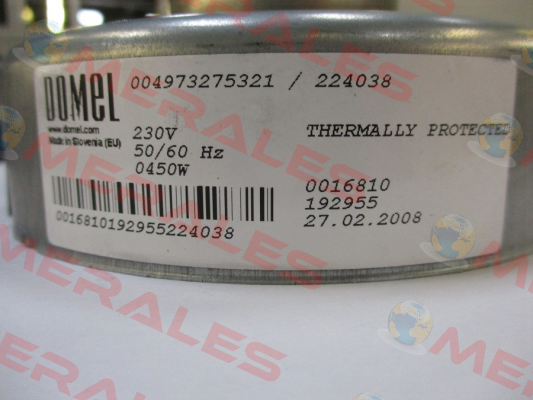 DOMEL
www.domel.com
Made in Slovenia (EU)
004973275321 / 224038
230V
50/60 Hz
0450W
THERMALLY PROTECTED
0016810
192955
27.02.2008
0016810192955224038
MERALES
MERALES
MERALES